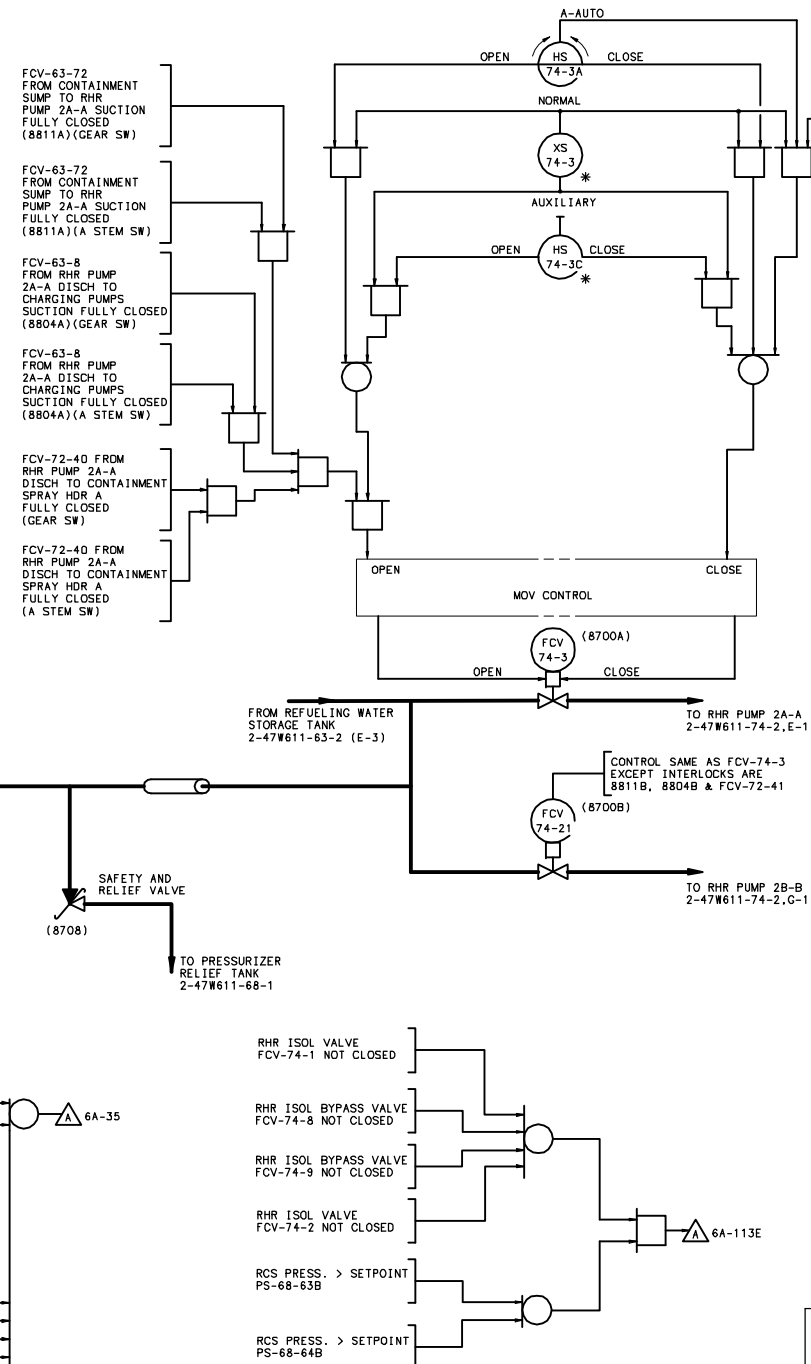 A-AUTO
OPEN
HS
74-3A
CLOSE
NORMAL
XS
74-3
*
AUXILIARY
OPEN
HS
74-3C
CLOSE
*
FCV-63-72
FROM CONTAINMENT
SUMP TO RHR
PUMP 2A-A SUCTION
FULLY CLOSED
(8811A)(GEAR SW)
FCV-63-72
FROM CONTAINMENT
SUMP TO RHR
PUMP 2A-A SUCTION
FULLY CLOSED
(8811A)(A STEM SW)
FCV-63-8
FROM RHR PUMP
2A-A DISCH TO
CHARGING PUMPS
SUCTION FULLY CLOSED
(8804A)(GEAR SW)
FCV-63-8
FROM RHR PUMP
2A-A DISCH TO
CHARGING PUMPS
SUCTION FULLY CLOSED
(8804A)(A STEM SW)
FCV-72-40 FROM
RHR PUMP 2A-A
DISCH TO CONTAINMENT
SPRAY HDR A
FULLY CLOSED
(GEAR SW)
FCV-72-40 FROM
RHR PUMP 2A-A
DISCH TO CONTAINMENT
SPRAY HDR A
FULLY CLOSED
(A STEM SW)
OPEN
CLOSE
MOV CONTROL
FCV
74-3
(8700A)
OPEN
CLOSE
FROM REFUELING WATER
STORAGE TANK
2-47W611-63-2 (E-3)
TO RHR PUMP 2A-A
2-47W611-74-2,E-1
CONTROL SAME AS FCV-74-3
EXCEPT INTERLOCKS ARE
8811B, 8804B & FCV-72-41
FCV
74-21
(8700B)
TO RHR PUMP 2B-B
2-47W611-74-2,G-1
SAFETY AND
RELIEF VALVE
(8708)
TO PRESSURIZER
RELIEF TANK
2-47W611-68-1
RHR ISOL VALVE
FCV-74-1 NOT CLOSED
RHR ISOL BYPASS VALVE
FCV-74-8 NOT CLOSED
RHR ISOL BYPASS VALVE
FCV-74-9 NOT CLOSED
RHR ISOL VALVE
FCV-74-2 NOT CLOSED
RCS PRESS. > SETPOINT
PS-68-63B
RCS PRESS. > SETPOINT
PS-68-64B
A
6A-35
A
6A-113E